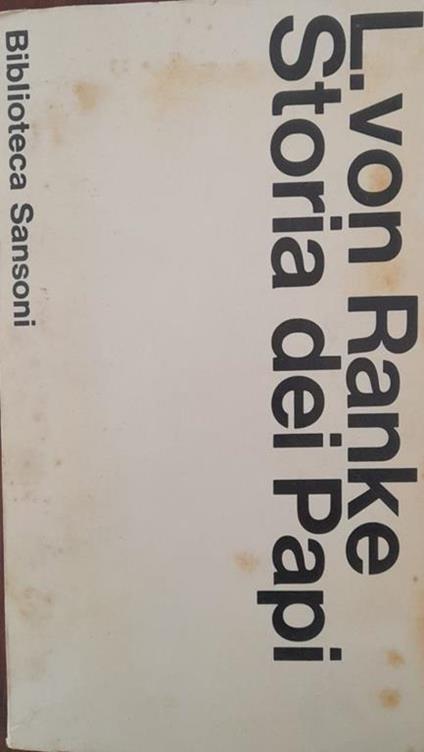 L. von Ranke
Storia dei Papi
Biblioteca Sansoni